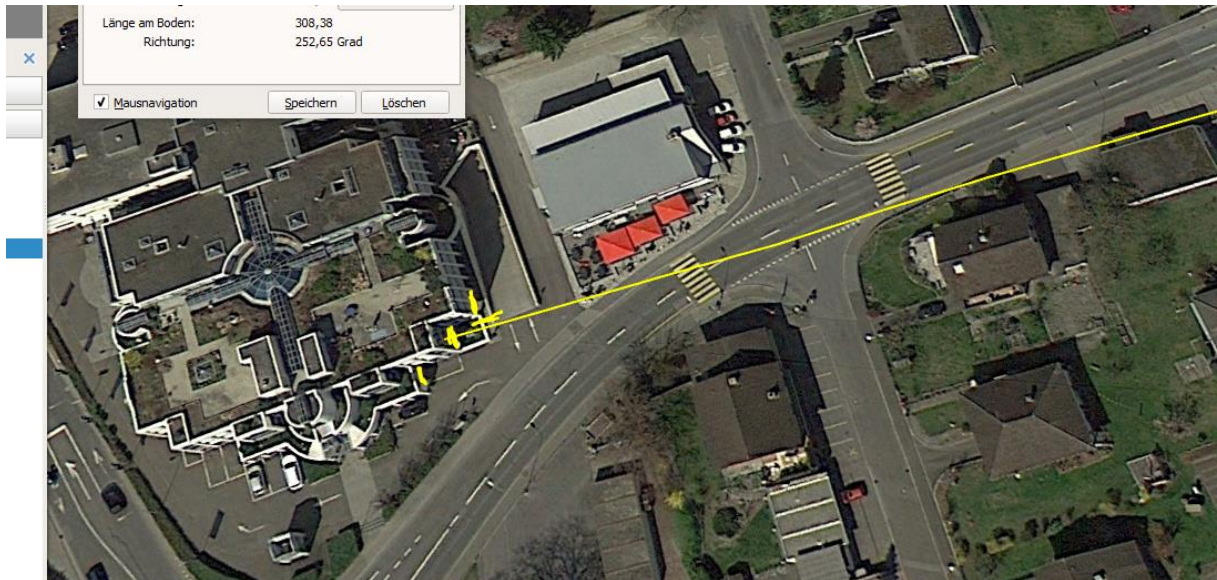 Länge am Boden: 308,38
Richtung: 252,65 Grad
Mausnavigation Speichern Löschen